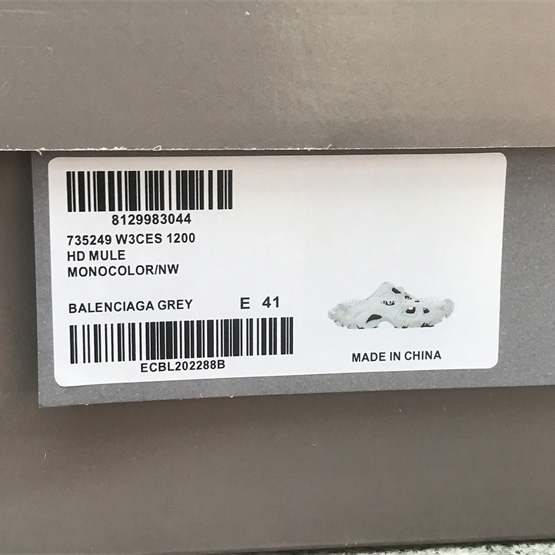 8129983044
735249 W3CES 1200
HD MULE
MONOCOLOR/NW
BALENCIAGA GREY E 41
ECBL202288B
MADE IN CHINA